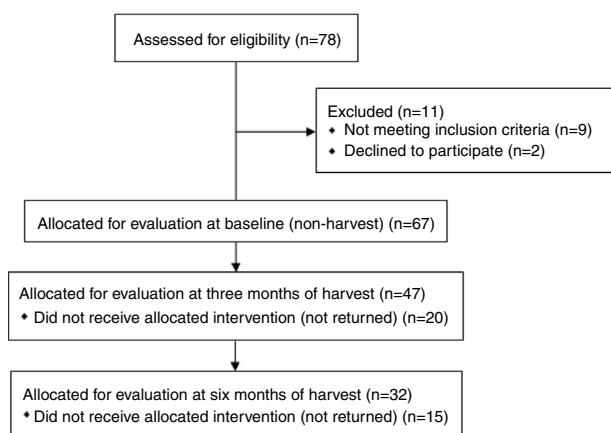 Assessed for eligibility (n=78)
Excluded (n=11)
◆ Not meeting inclusion criteria (n=9)
◆ Declined to participate (n=2)
Allocated for evaluation at baseline (non-harvest) (n=67)
Allocated for evaluation at three months of harvest (n=47)
◆ Did not receive allocated intervention (not returned) (n=20)
Allocated for evaluation at six months of harvest (n=32)
◆ Did not receive allocated intervention (not returned) (n=15)